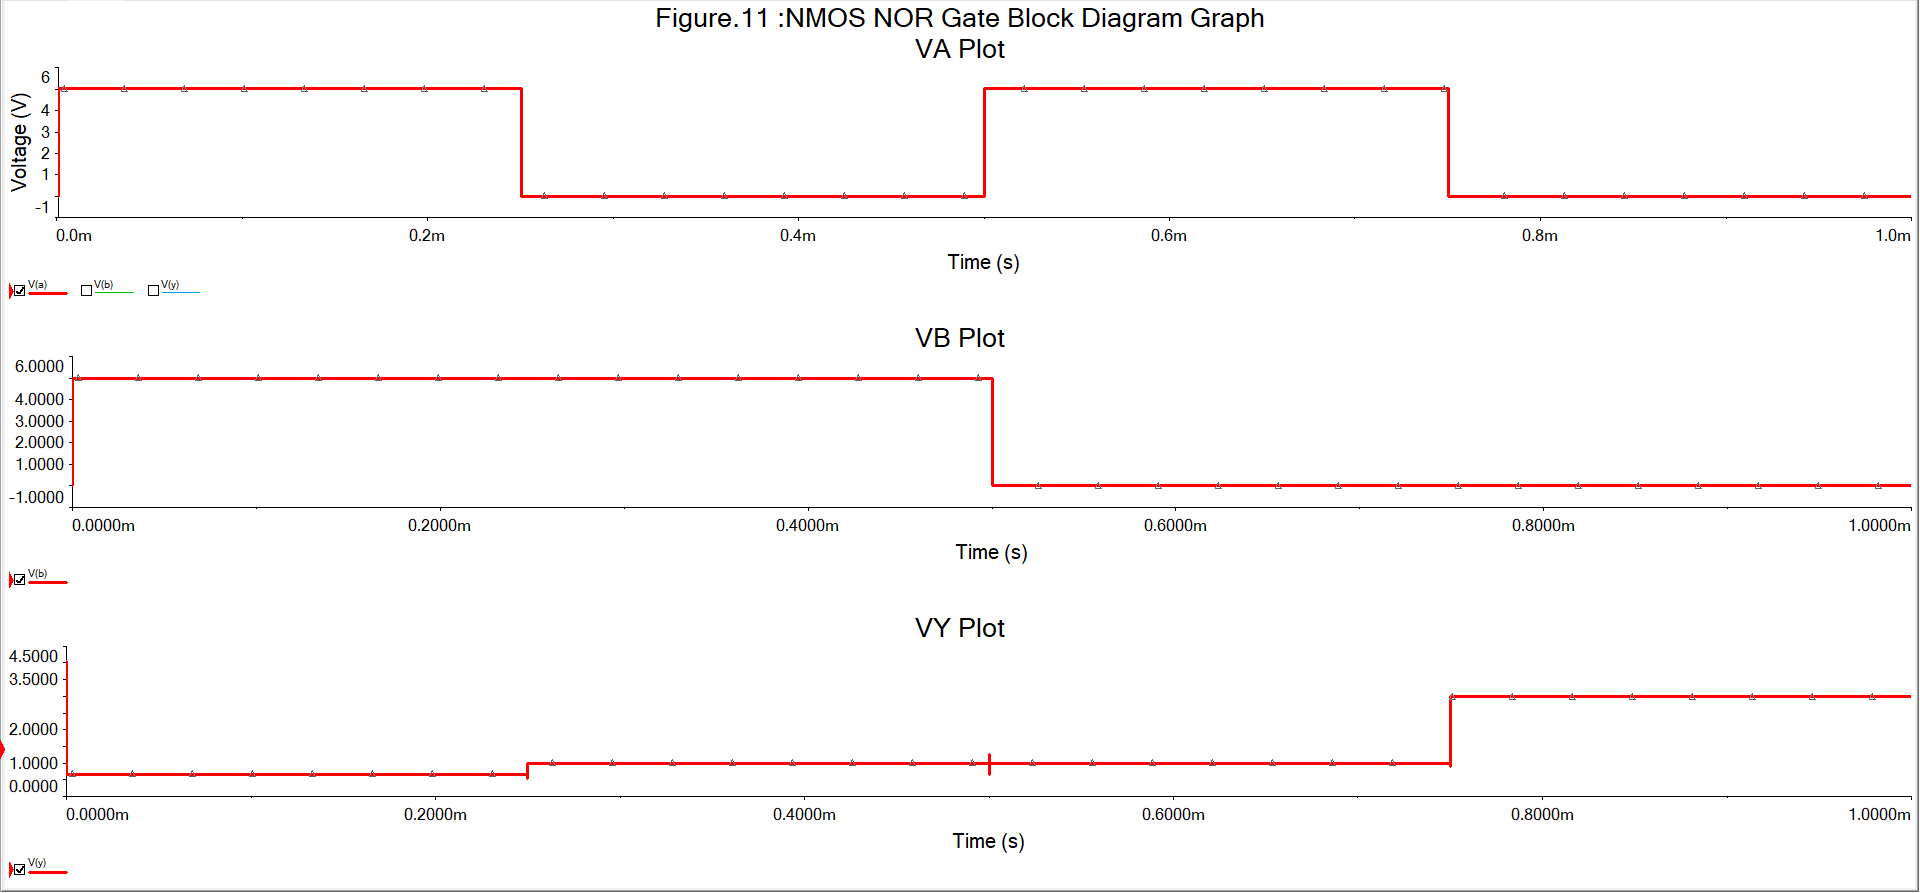 Figure.11 :NMOS NOR Gate Block Diagram Graph
VA Plot
Voltage (V)
6
4
3
2
1
-1
0.0m 0.2m 0.4m 0.6m 0.8m 1.0m
Time (s)
V(a) V(b) V(y)
VB Plot
6.0000
4.0000
3.0000
2.0000
1.0000
-1.0000
0.0000m 0.2000m 0.4000m 0.6000m 0.8000m 1.0000m
Time (s)
V(b)
VY Plot
4.5000
3.5000
2.0000
1.0000
0.0000
0.0000m 0.2000m 0.4000m 0.6000m 0.8000m 1.0000m
Time (s)
V(y)